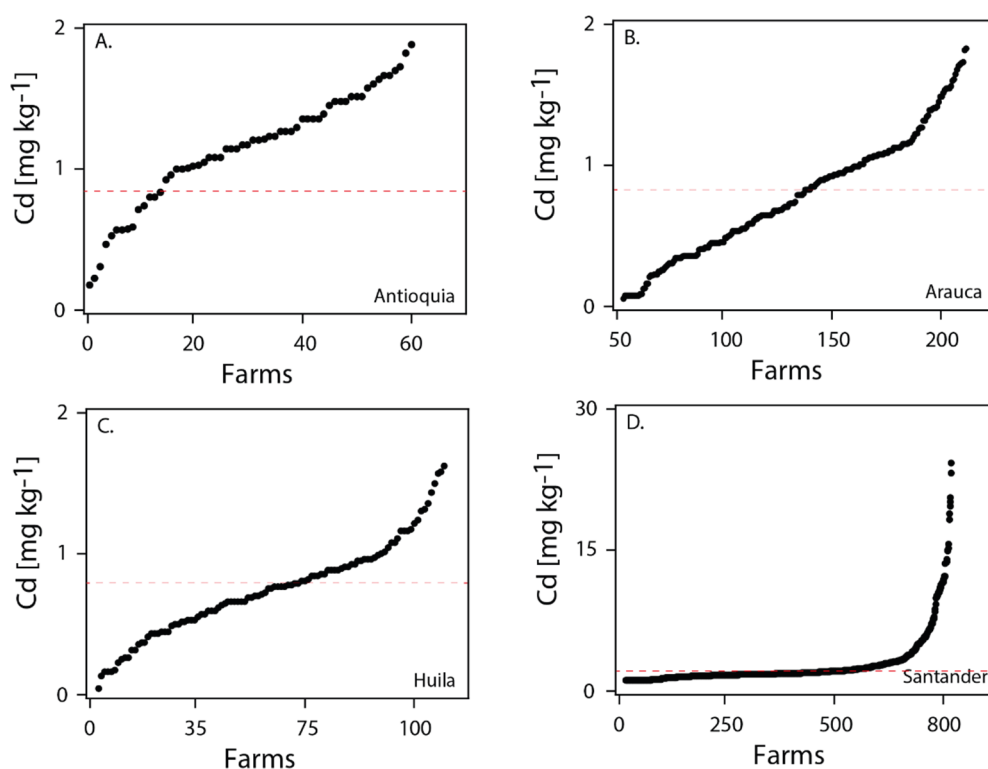 A.
Cd [mg kg⁻¹]
2
1
0
Antioquia
0 20 40 60
Farms
B.
Cd [mg kg⁻¹]
2
1
0
Arauca
50 100 150 200
Farms
C.
Cd [mg kg⁻¹]
2
1
0
Huila
0 35 75 100
Farms
D.
Cd [mg kg⁻¹]
30
15
0
Santander
0 250 500 800
Farms